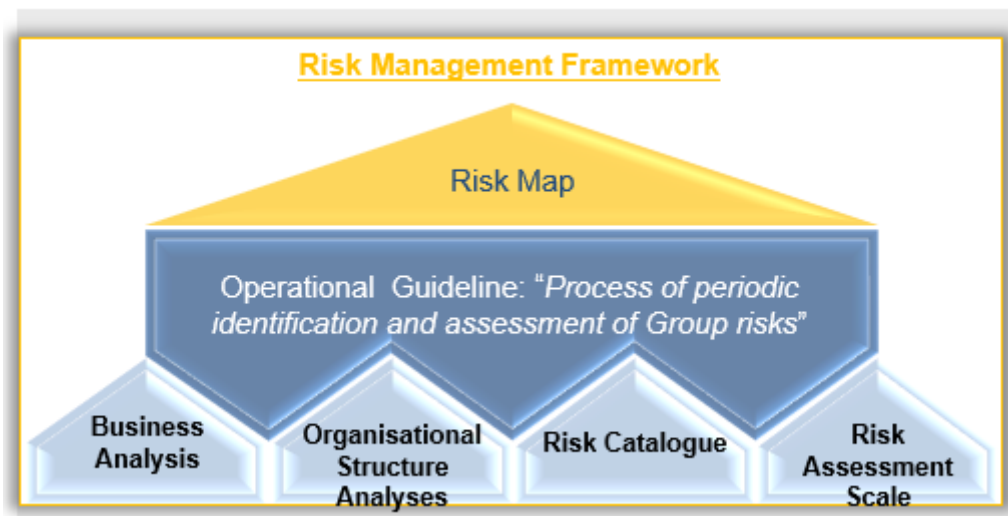 Risk Management Framework
Risk Map
Operational Guideline: “Process of periodic
identification and assessment of Group risks”
Business
Analysis
Organisational
Structure
Analyses
Risk Catalogue
Risk
Assessment
Scale